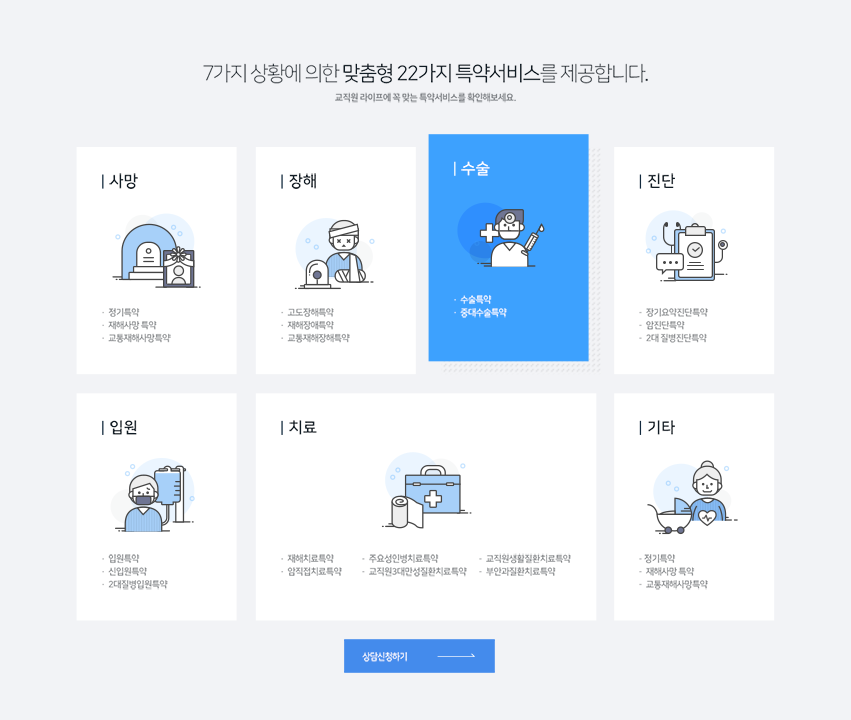 7가지 상황에 의한 맞춤형 22가지 특약서비스를 제공합니다.
교직원 라이프에 꼭 맞는 특약서비스를 확인해보세요.
| 사망
· 정기특약
· 재해사망 특약
· 교통재해사망특약
| 장해
· 고도장해특약
· 재해장애특약
· 교통재해장해특약
| 수술
· 수술특약
· 중대수술특약
| 진단
· 장기요약진단특약
· 암진단특약
· 2대 질병진단특약
| 입원
· 입원특약
· 신입원특약
· 2대질병입원특약
| 치료
· 재해치료특약
· 암직접치료특약
· 주요성인병치료특약
· 교직원3대만성질환치료특약
· 교직원생활질환치료특약
· 부인과질환치료특약
| 기타
· 정기특약
· 재해사망 특약
· 교통재해사망특약
상담신청하기